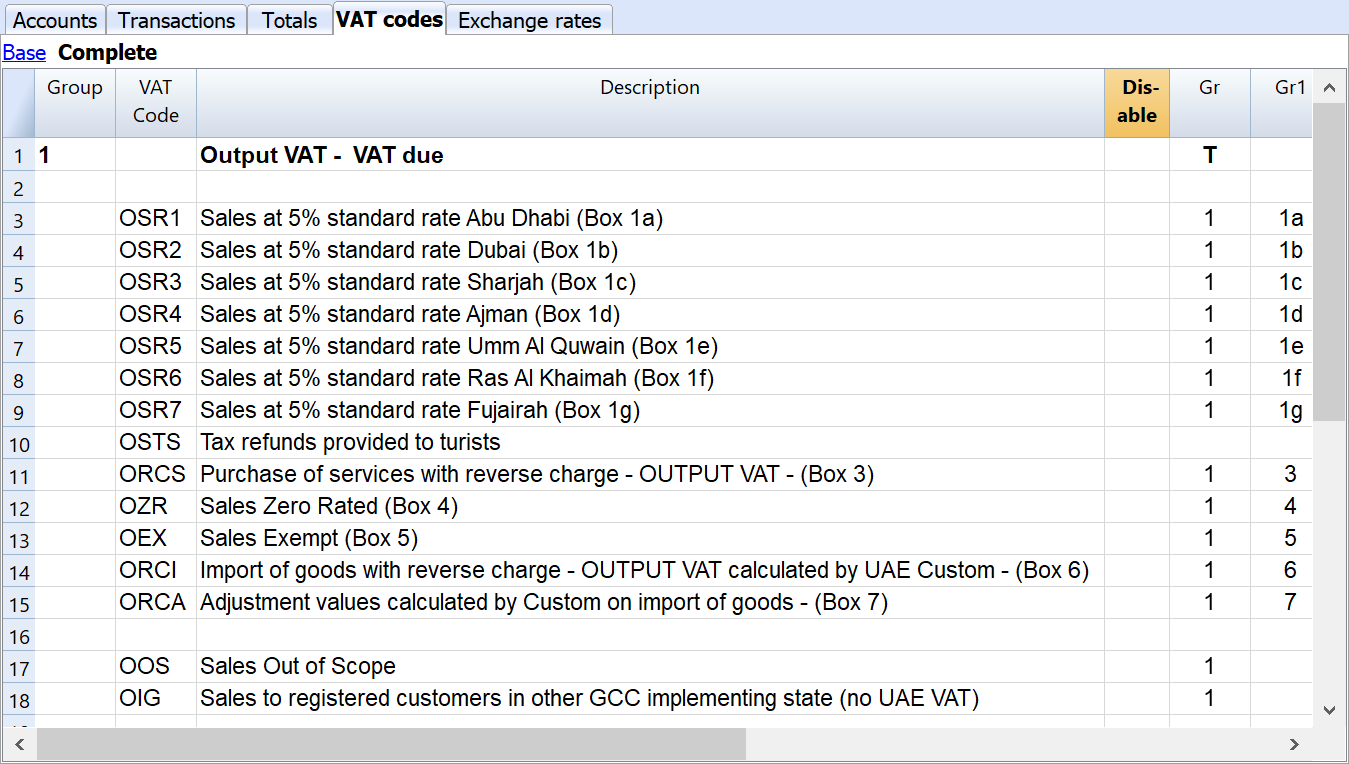 Accounts Transactions Totals VAT codes Exchange rates
Base Complete
Group VAT Code Description Dis-able Gr Gr1
1 1 Output VAT - VAT due T
2
3 OSR1 Sales at 5% standard rate Abu Dhabi (Box 1a) 1 1a
4 OSR2 Sales at 5% standard rate Dubai (Box 1b) 1 1b
5 OSR3 Sales at 5% standard rate Sharjah (Box 1c) 1 1c
6 OSR4 Sales at 5% standard rate Ajman (Box 1d) 1 1d
7 OSR5 Sales at 5% standard rate Umm Al Quwain (Box 1e) 1 1e
8 OSR6 Sales at 5% standard rate Ras Al Khaimah (Box 1f) 1 1f
9 OSR7 Sales at 5% standard rate Fujairah (Box 1g) 1 1g
10 OSTS Tax refunds provided to turists
11 ORCS Purchase of services with reverse charge - OUTPUT VAT - (Box 3) 1 3
12 OZR Sales Zero Rated (Box 4) 1 4
13 OEX Sales Exempt (Box 5) 1 5
14 ORCI Import of goods with reverse charge - OUTPUT VAT calculated by UAE Custom - (Box 6) 1 6
15 ORCA Adjustment values calculated by Custom on import of goods - (Box 7) 1 7
16
17 OOS Sales Out of Scope 1
18 OIG Sales to registered customers in other GCC implementing state (no UAE VAT) 1